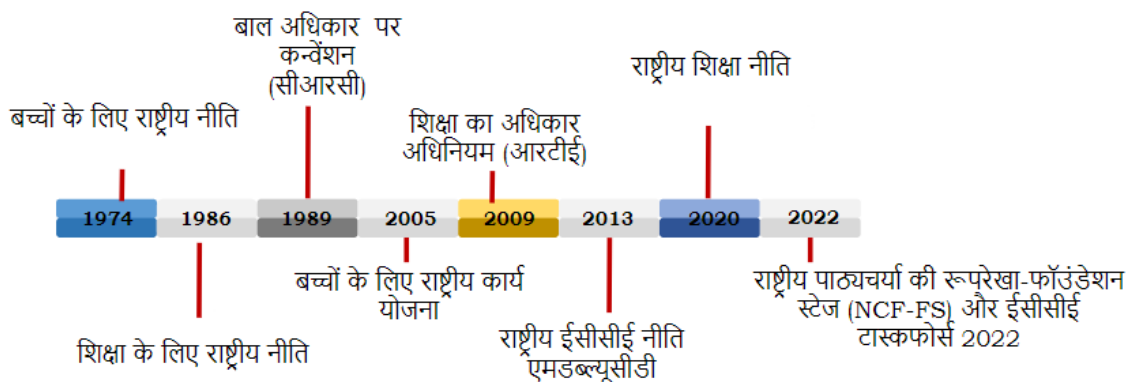 बाल अधिकार पर
कन्वेंशन
(सीआरसी)
राष्ट्रीय शिक्षा नीति
बच्चों के लिए राष्ट्रीय नीति
शिक्षा का अधिकार
अधिनियम (आरटीई)
1974 1986 1989 2005 2009 2013 2020 2022
बच्चों के लिए राष्ट्रीय कार्य
योजना
राष्ट्रीय पाठ्यचर्या की रूपरेखा-फॉउंडेशन
स्टेज (NCF-FS) और ईसीसीई
टास्कफोर्स 2022
राष्ट्रीय ईसीसीई नीति
एमडब्ल्यूसीडी
शिक्षा के लिए राष्ट्रीय नीति